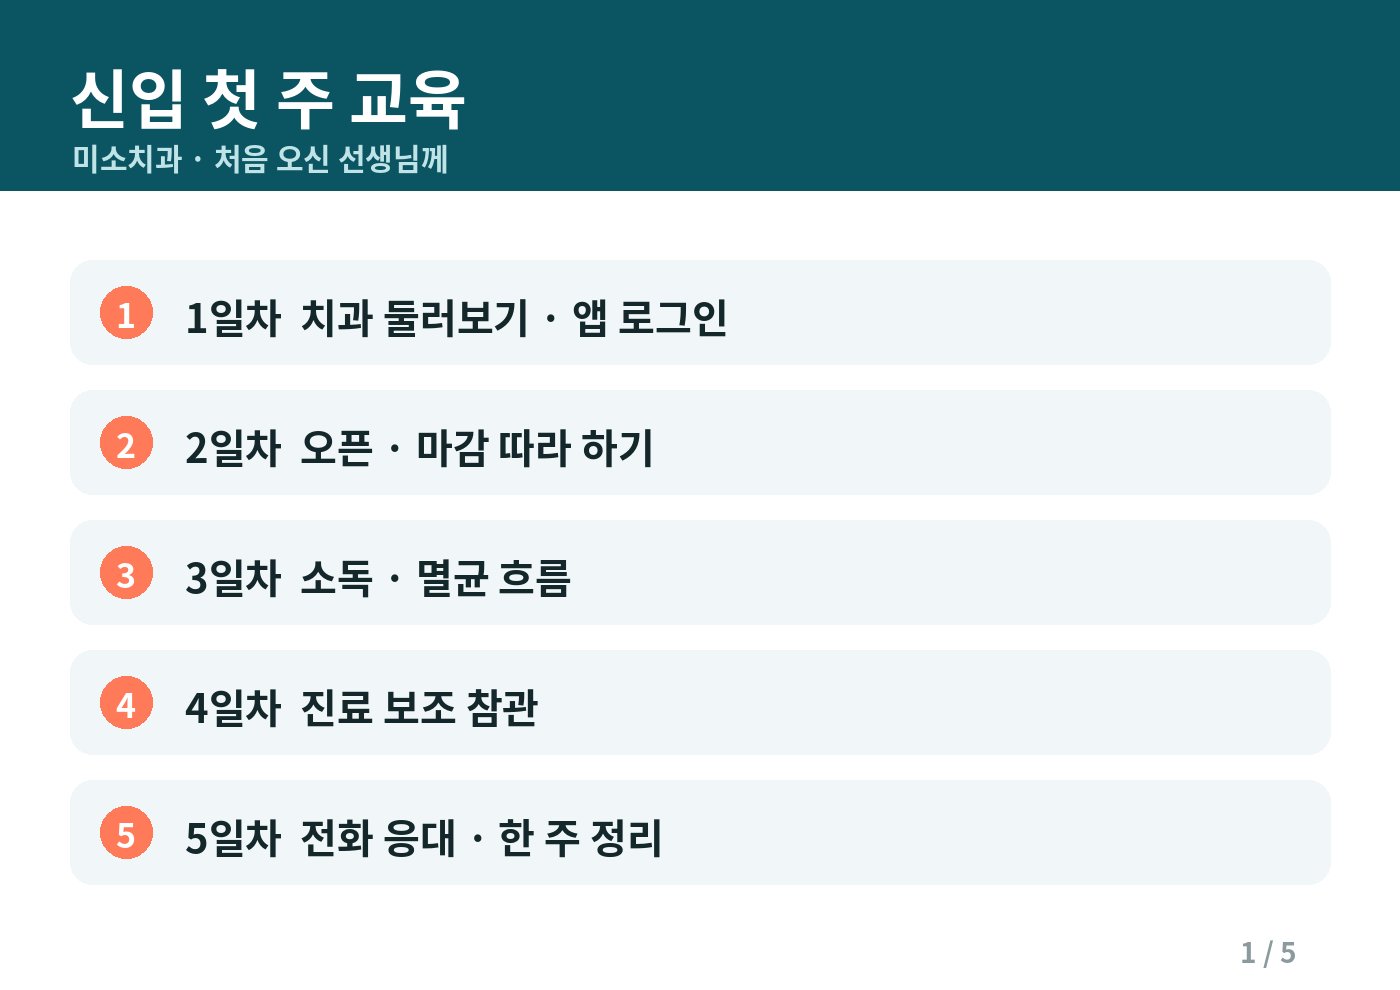 신입 첫 주 교육
미소치과 · 처음 오신 선생님께
1 1일차 치과 둘러보기 · 앱 로그인
2 2일차 오픈 · 마감 따라 하기
3 3일차 소독 · 멸균 흐름
4 4일차 진료 보조 참관
5 5일차 전화 응대 · 한 주 정리
1 / 5